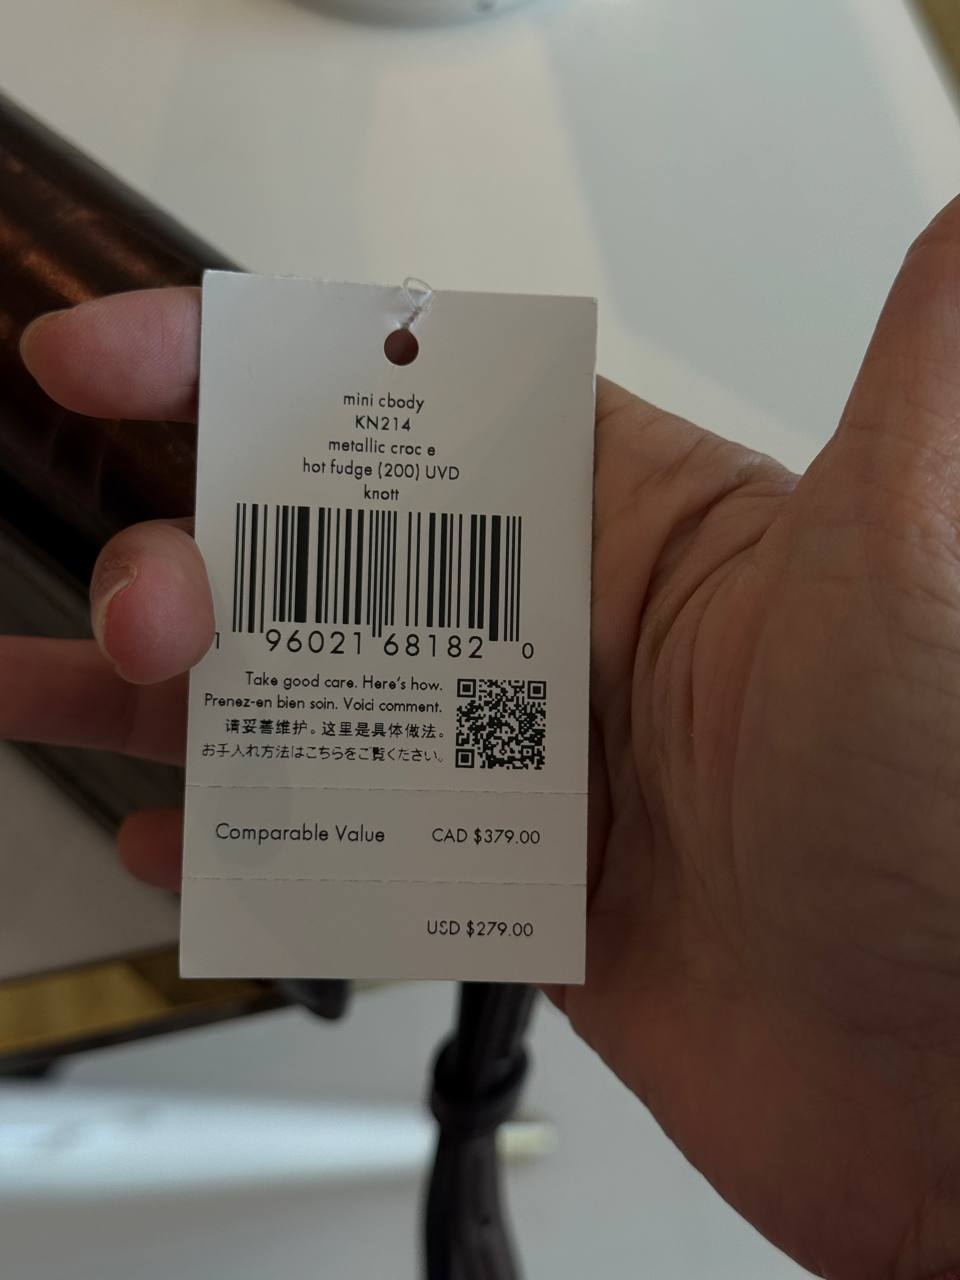 mini cbody
KN214
metallic croc e
hot fudge (200) UVD
knott
1 96021 68182 0
Take good care. Here's how.
Prenez-en bien soin. Voici comment.
请妥善维护。这里是具体做法。
お手入れ方法はこちらをご覧ください。
Comparable Value CAD $379.00
USD $279.00